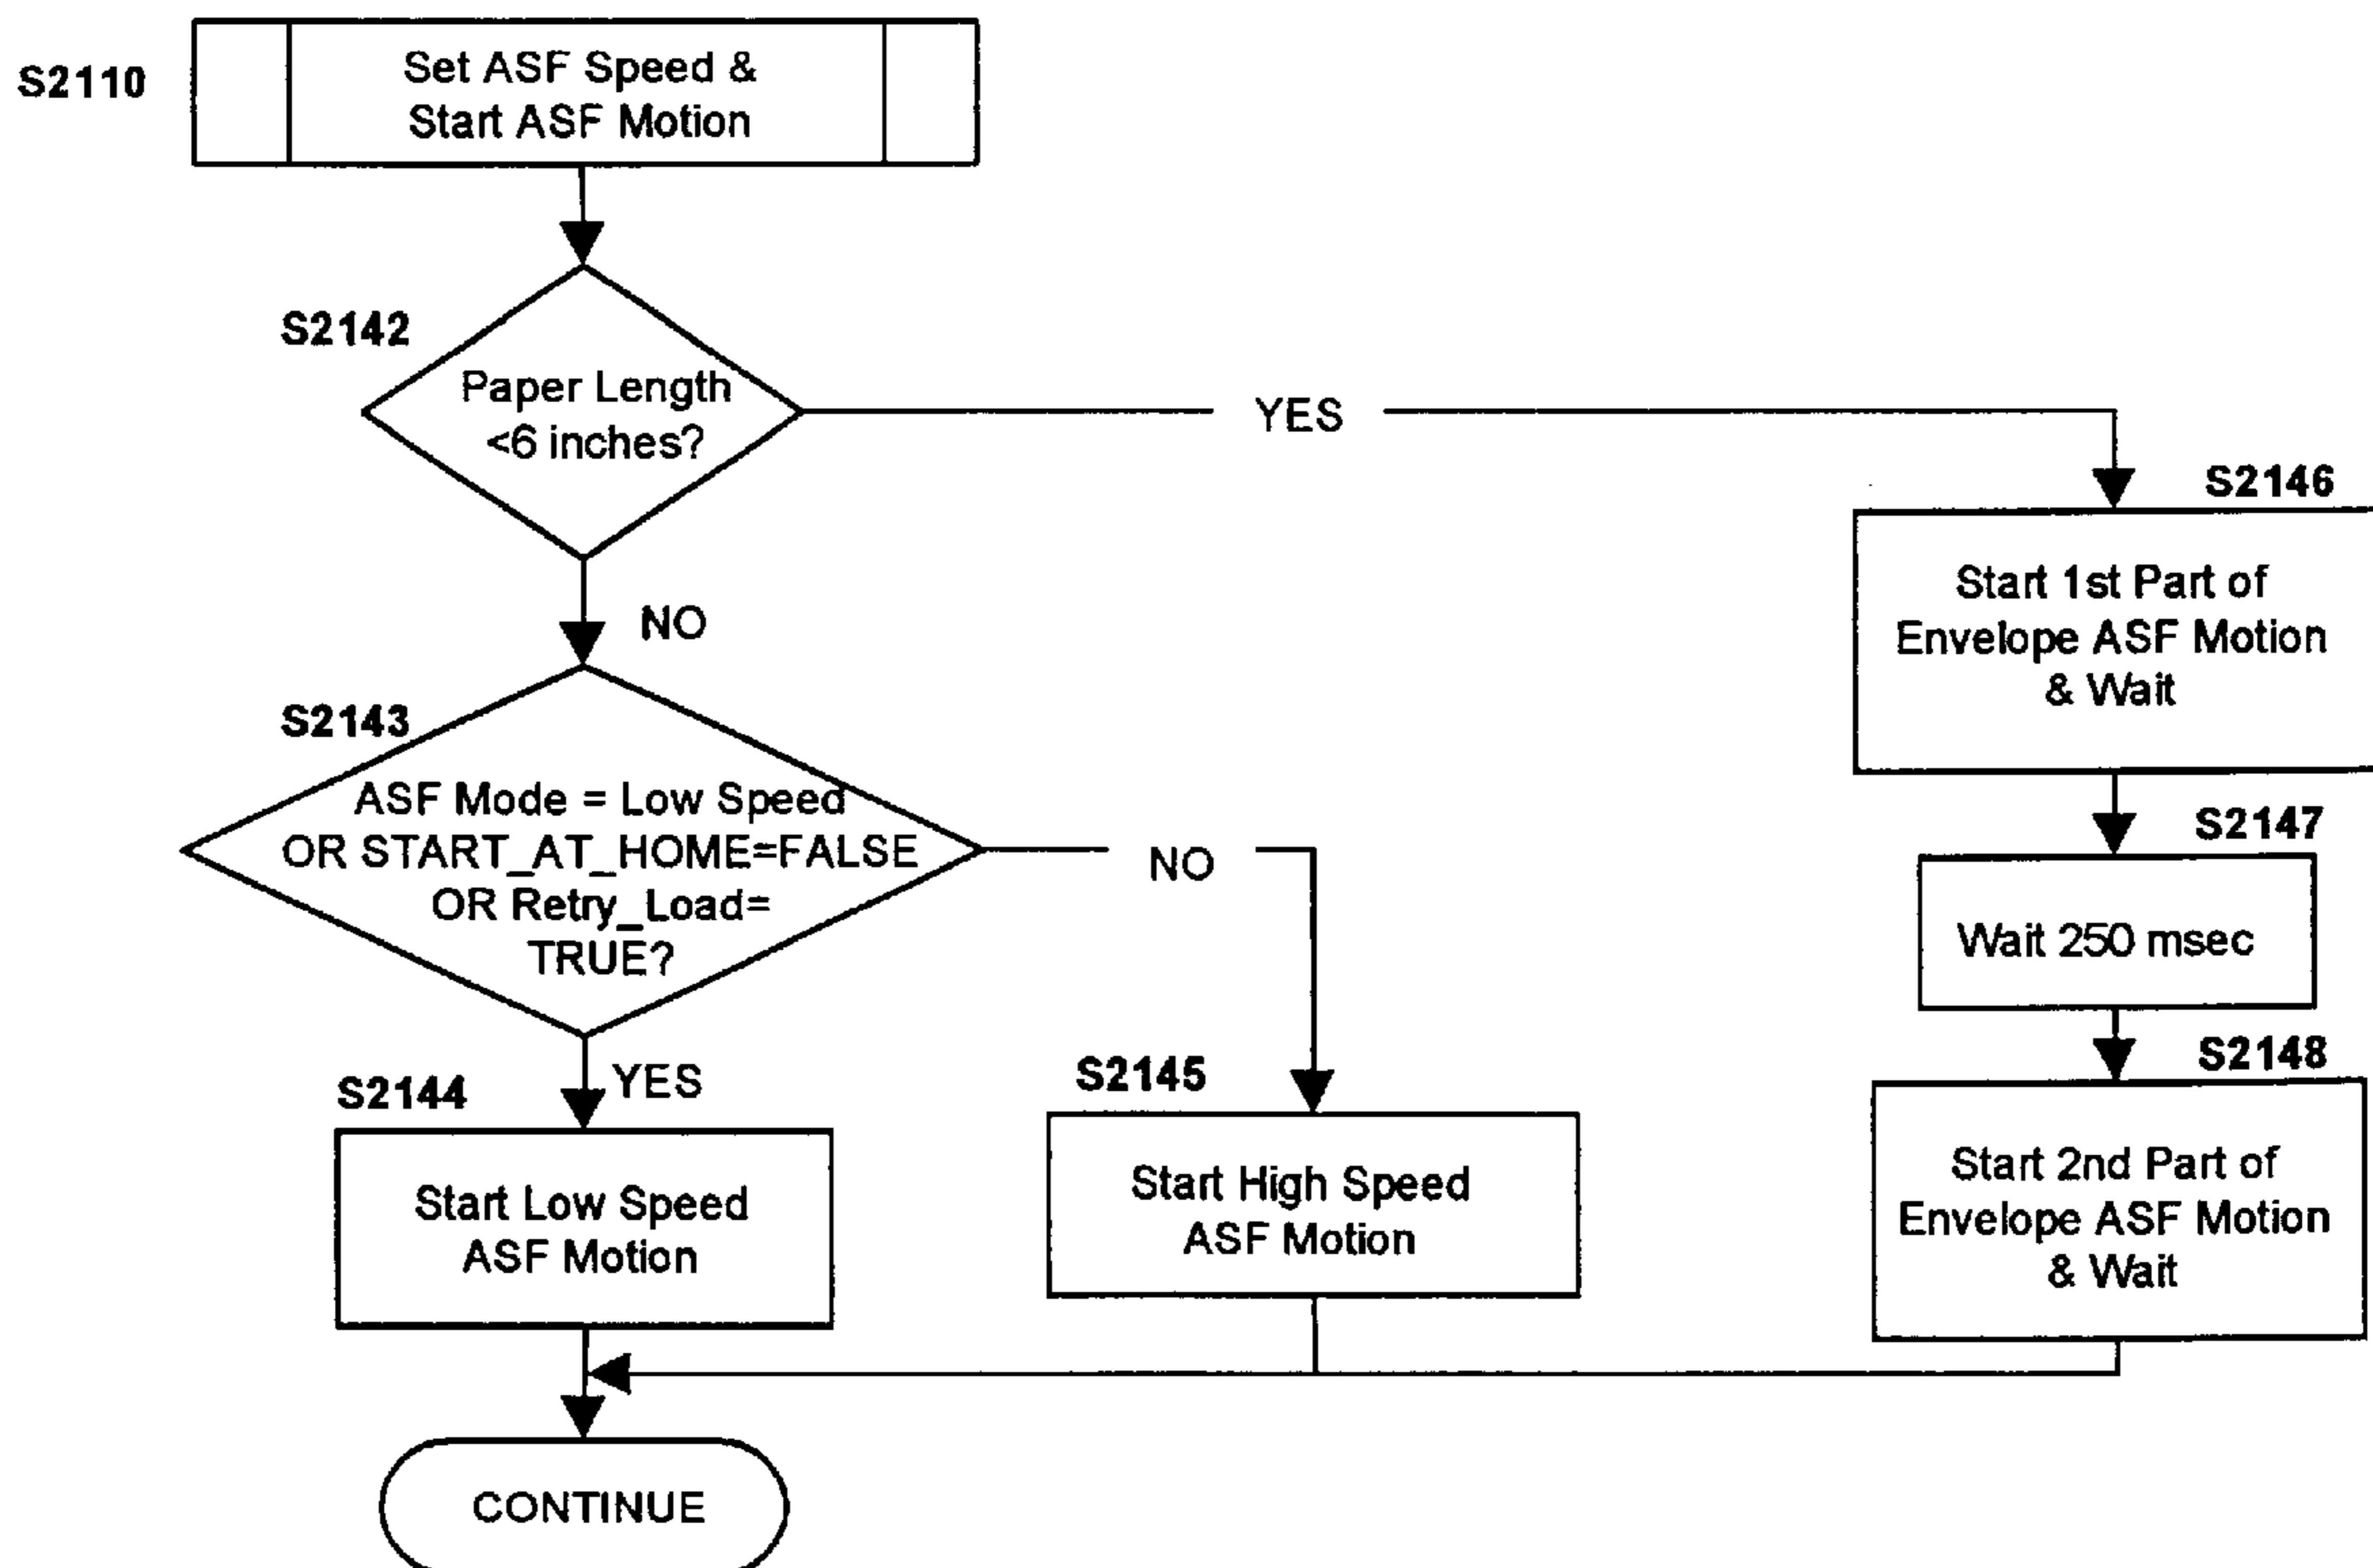 S2110
Set ASF Speed &
Start ASF Motion
S2142
Paper Length
<6 inches?
YES
NO
S2143
ASF Mode = Low Speed
OR START_AT_HOME=FALSE
OR Retry_Load=
TRUE?
NO
YES
S2144
Start Low Speed
ASF Motion
S2145
Start High Speed
ASF Motion
S2146
Start 1st Part of
Envelope ASF Motion
& Wait
S2147
Wait 250 msec
S2148
Start 2nd Part of
Envelope ASF Motion
& Wait
CONTINUE